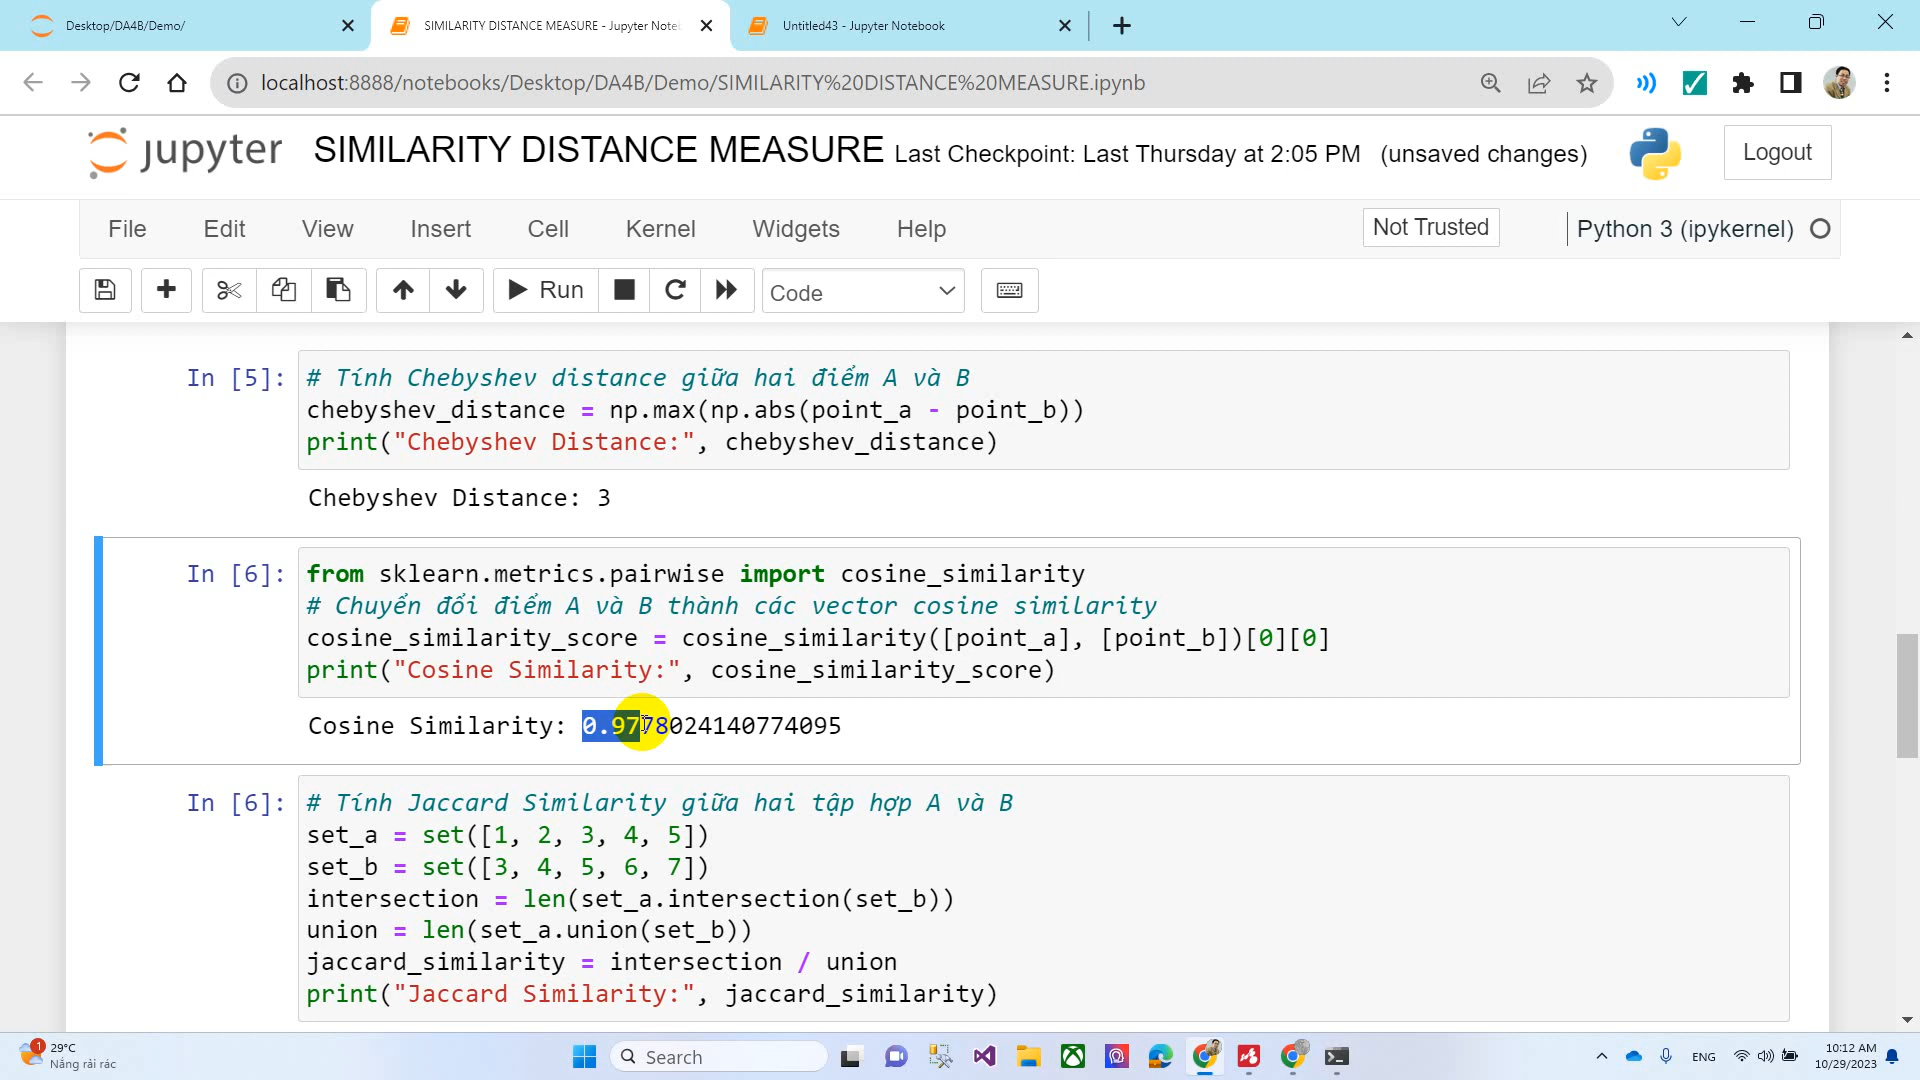 Desktop/DA4B/Demo/
SIMILARITY DISTANCE MEASURE - Jupyter Note
Untitled43 - Jupyter Notebook
localhost:8888/notebooks/Desktop/DA4B/Demo/SIMILARITY%20DISTANCE%20MEASURE.ipynb
jupyter SIMILARITY DISTANCE MEASURE Last Checkpoint: Last Thursday at 2:05 PM (unsaved changes)
Logout
File Edit View Insert Cell Kernel Widgets Help
Not Trusted
Python 3 (ipykernel)
Run
Code
In [5]: # Tính Chebyshev distance giữa hai điểm A và B
chebyshev_distance = np.max(np.abs(point_a - point_b))
print("Chebyshev Distance:", chebyshev_distance)
Chebyshev Distance: 3
In [6]: from sklearn.metrics.pairwise import cosine_similarity
# Chuyển đổi điểm A và B thành các vector cosine similarity
cosine_similarity_score = cosine_similarity([point_a], [point_b])[0][0]
print("Cosine Similarity:", cosine_similarity_score)
Cosine Similarity: 0.9778024140774095
In [6]: # Tính Jaccard Similarity giữa hai tập hợp A và B
set_a = set([1, 2, 3, 4, 5])
set_b = set([3, 4, 5, 6, 7])
intersection = len(set_a.intersection(set_b))
union = len(set_a.union(set_b))
jaccard_similarity = intersection / union
print("Jaccard Similarity:", jaccard_similarity)
1
29°C
Nắng rải rác
Search
ENG
10:12 AM
10/29/2023